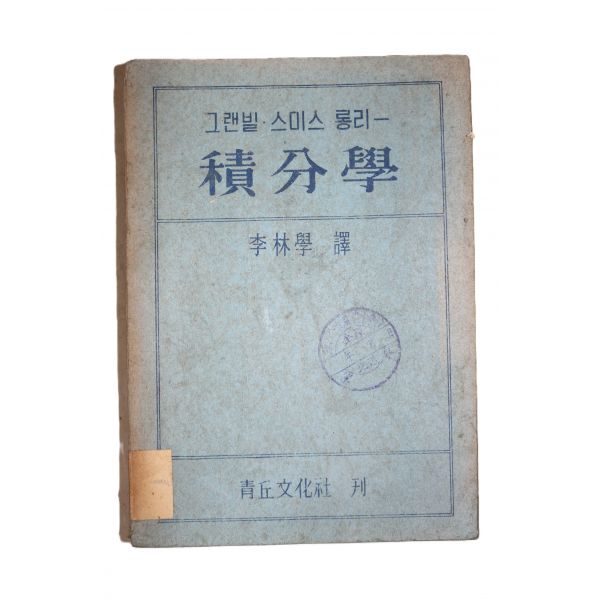 그랜빌·스미스 롱리ー
積分學
李林學 譯
青丘文化社 刊